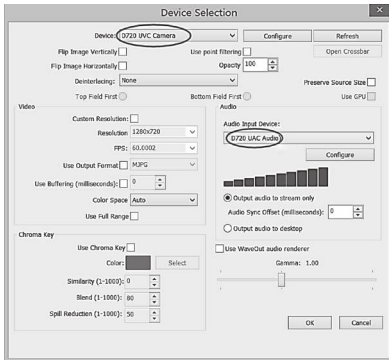 Device Selection
Device: D720 UVC Camera Configure Refresh
Flip Image Vertically Use point filtering Open Crossbar
Flip Image Horizontally Opacity 100
Deinterlacing: None Preserve Source Size
Top Field First Bottom Field First Use GPU
Video
Custom Resolution:
Resolution 1280x720
FPS: 60.0002
Use Output Format MJPG
Use Buffering (milliseconds): 0
Color Space Auto
Use Full Range
Audio
Audio Input Device:
D720 UAC Audio
Configure
Output audio to stream only
Audio Sync Offset (milliseconds): 0
Output audio to desktop
Chroma Key
Use Chroma Key
Color: Select
Similarity (1-1000): 0
Blend (1-1000): 80
Spill Reduction (1-1000): 50
Use WaveOut audio renderer
Gamma: 1.00
OK Cancel